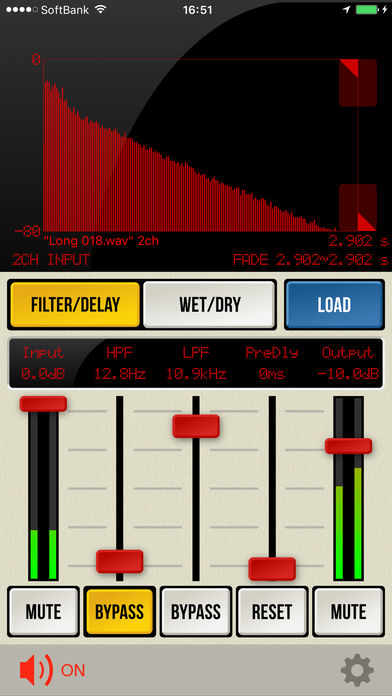 SoftBank 16:51
0
-80
"Long 018.wav" 2ch 2.902 s
2CH INPUT FADE 2.902~2.902 s
FILTER/DELAY WET/DRY LOAD
Input HPF LPF PreDly Output
0.0dB 12.8Hz 10.9kHz 0ms -10.0dB
MUTE BYPASS BYPASS RESET MUTE
ON